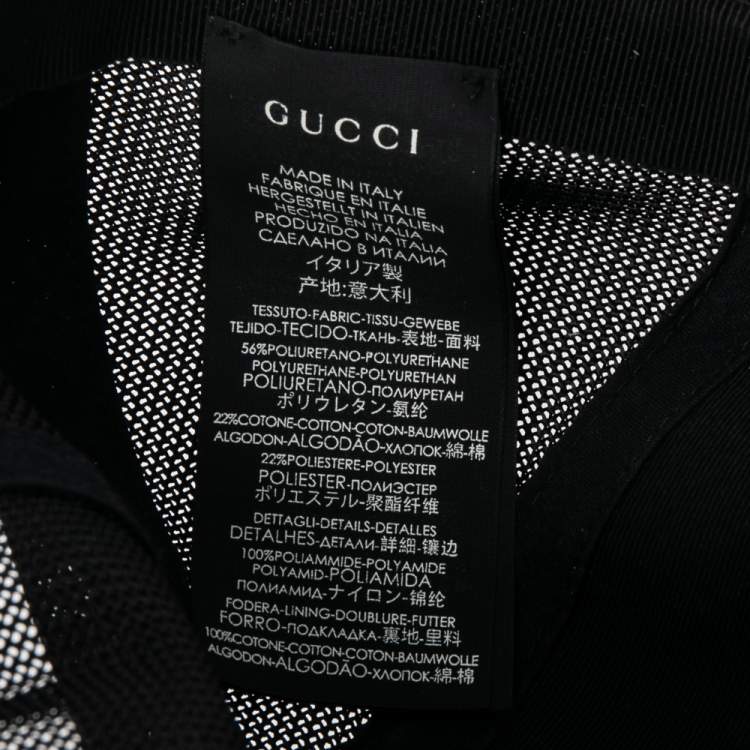 GUCCI
MADE IN ITALY
FABRIQUE EN ITALIE
HERGESTELLT IN ITALIEN
HECHO EN ITALIA
PRODUZIDO NA ITALIA
СДЕЛАНО В ИТАЛИИ
イタリア製
产地:意大利
TESSUTO-FABRIC-TISSU-GEWEBE
TEJIDO-TECIDO-ТКАНЬ-表地-面料
56%POLIURETANO-POLYURETHANE
POLYURETHANE-POLYURETHAN
POLIURETANO-ПОЛИУРЕТАН
ポリウレタン-氨纶
22%COTONE-COTTON-COTON-BAUMWOLLE
ALGODON-ALGODÃO-ХЛОПОК-綿-棉
22%POLIESTERE-POLYESTER
POLIESTER-ПОЛИЭСТЕР
ポリエステル-聚酯纤维
DETTAGLI-DETAILS-DETALLES
DETALHES-ДЕТАЛИ-詳細-镶边
100%POLIAMMIDE-POLYAMIDE
POLYAMID-POLIAMIDA
ПОЛИАМИД-ナイロン-锦纶
FODERA-LINING-DOUBLURE-FUTTER
FORRO-ПОДКЛАДКА-裏地-里料
100%COTONE-COTTON-COTON-BAUMWOLLE
ALGODON-ALGODÃO-ХЛОПОК-綿-棉